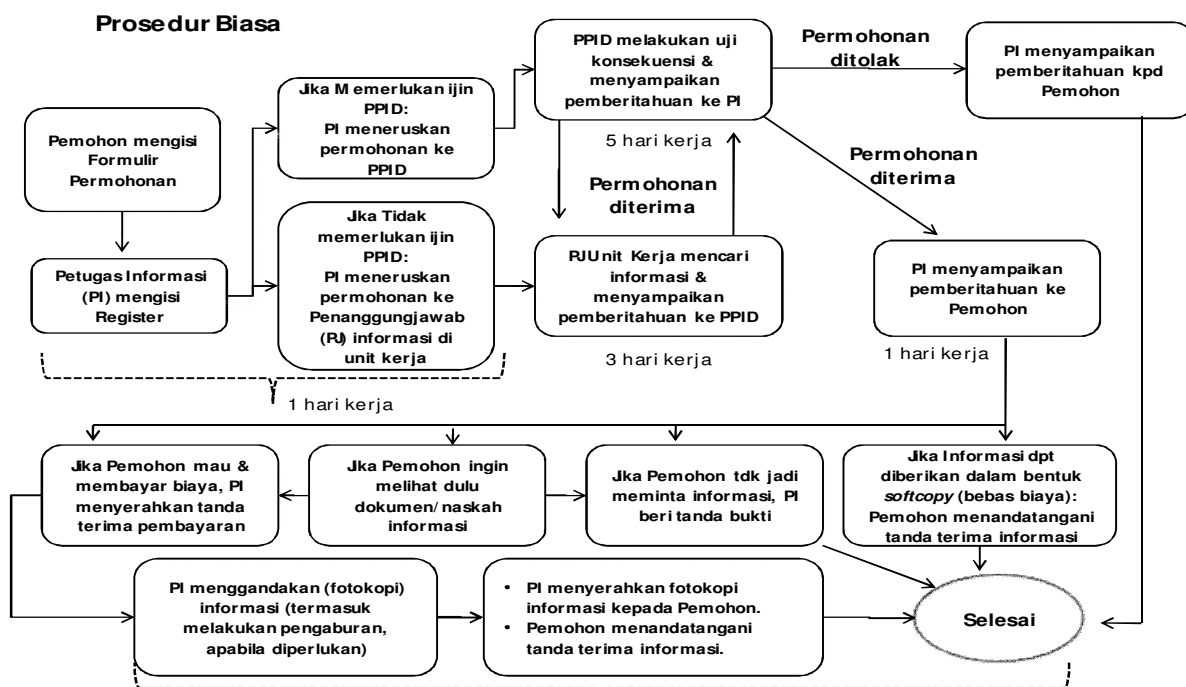 Prosedur Biasa
Pemohon mengisi
Formulir
Permohonan
Petugas Informasi
(PI) mengisi
Register
Jika Memerlukan ijin
PPID:
PI meneruskan
permohonan ke
PPID
Jika Tidak
memerlukan ijin
PPID:
PI meneruskan
permohonan ke
Penanggungjawab
(PJ) informasi di
unit kerja
1 hari kerja
PPID melakukan uji
konsekuensi &
menyampaikan
pemberitahuan ke PI
5 hari kerja
Permohonan
diterima
PJ Unit Kerja mencari
informasi &
menyampaikan
pemberitahuan ke PPID
3 hari kerja
Permohonan
ditolak
PI menyampaikan
pemberitahuan kpd
Pemohon
Permohonan
diterima
PI menyampaikan
pemberitahuan ke
Pemohon
1 hari kerja
Jika Pemohon mau &
membayar biaya, PI
menyerahkan tanda
terima pembayaran
Jika Pemohon ingin
melihat dulu
dokumen/ naskah
informasi
Jika Pemohon tdk jadi
meminta informasi, PI
beri tanda bukti
Jika Informasi dpt
diberikan dalam bentuk
softcopy (bebas biaya):
Pemohon menandatangani
tanda terima informasi
PI menggandakan (fotokopi)
informasi (termasuk
melakukan pengaburan,
apabila diperlukan)
• PI menyerahkan fotokopi
informasi kepada Pemohon.
• Pemohon menandatangani
tanda terima informasi.
Selesai